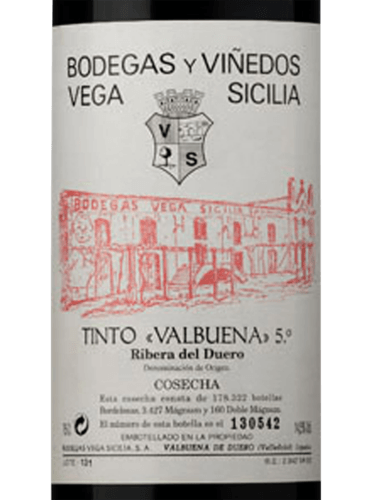 BODEGAS Y VIÑEDOS
VEGA SICILIA
V S
BODEGAS VEGA SICILIA
TINTO «VALBUENA» 5.º
Ribera del Duero
Denominación de Origen
COSECHA
Esta cosecha consta de 178.322 botellas
Bordelesas, 3.427 Mágnums y 160 Doble Mágnum.
El número de esta botella es el 130542
EMBOTELLADO EN LA PROPIEDAD
BODEGAS VEGA SICILIA, S. A. VALBUENA DE DUERO (Valladolid)